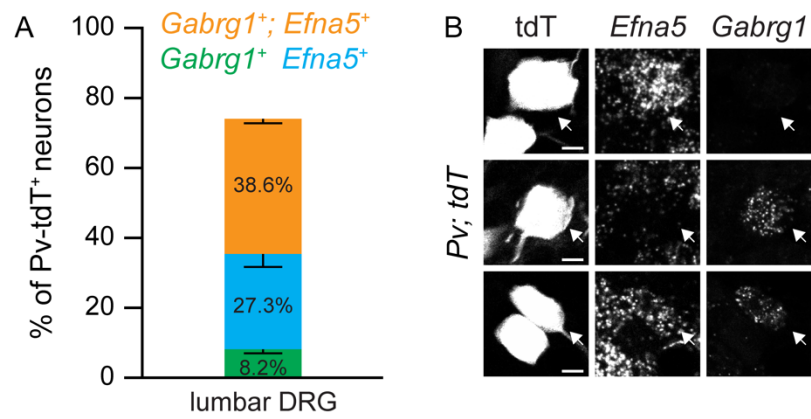 A
Gabrg1⁺; Efna5⁺
Gabrg1⁺ Efna5⁺
% of Pv-tdT⁺ neurons
100
80
60
40
20
0
38.6%
27.3%
8.2%
lumbar DRG
B
tdT Efna5 Gabrg1
Pv; tdT